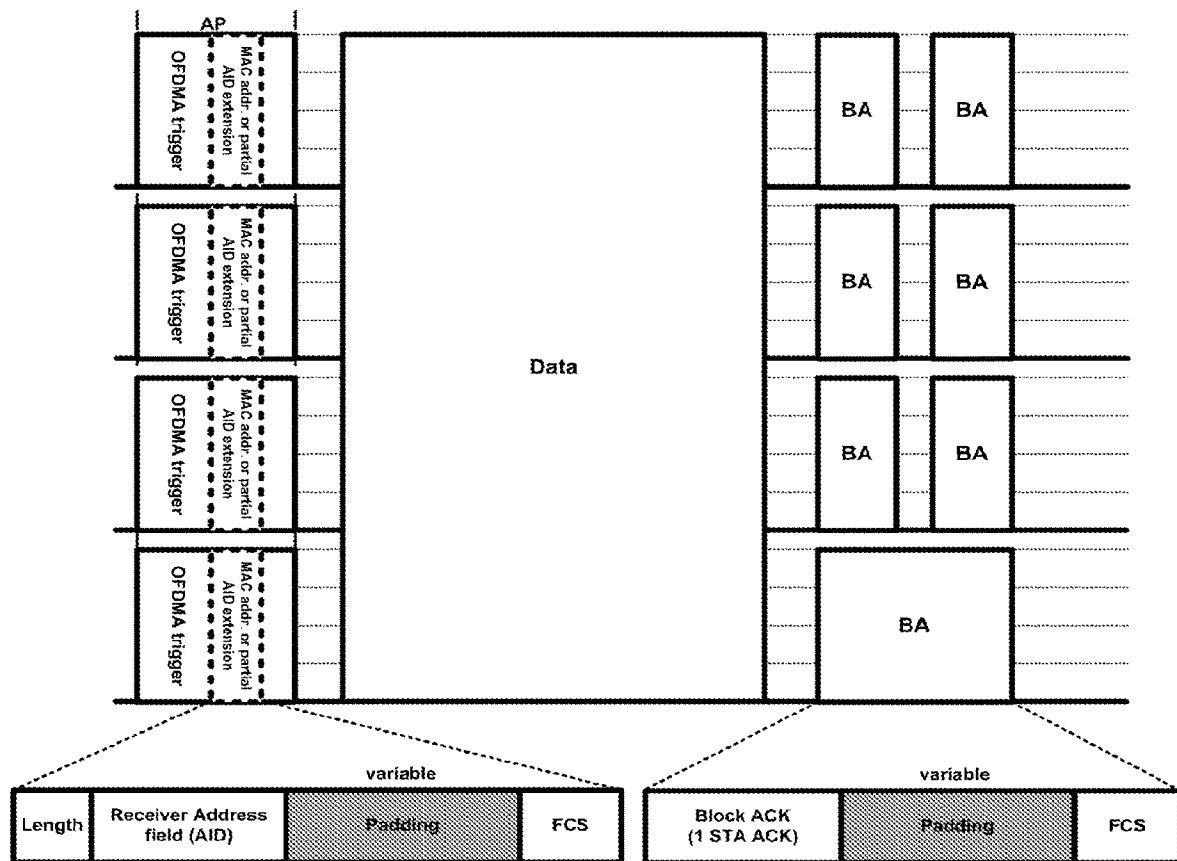 AP
OFDMA trigger
MAC addr. or partial
AID extension
BA
BA
OFDMA trigger
MAC addr. or partial
AID extension
BA
BA
Data
OFDMA trigger
MAC addr. or partial
AID extension
BA
BA
OFDMA trigger
MAC addr. or partial
AID extension
BA
variable
variable
Length
Receiver Address
field (AID)
Padding
FCS
Block ACK
(1 STA ACK)
Padding
FCS